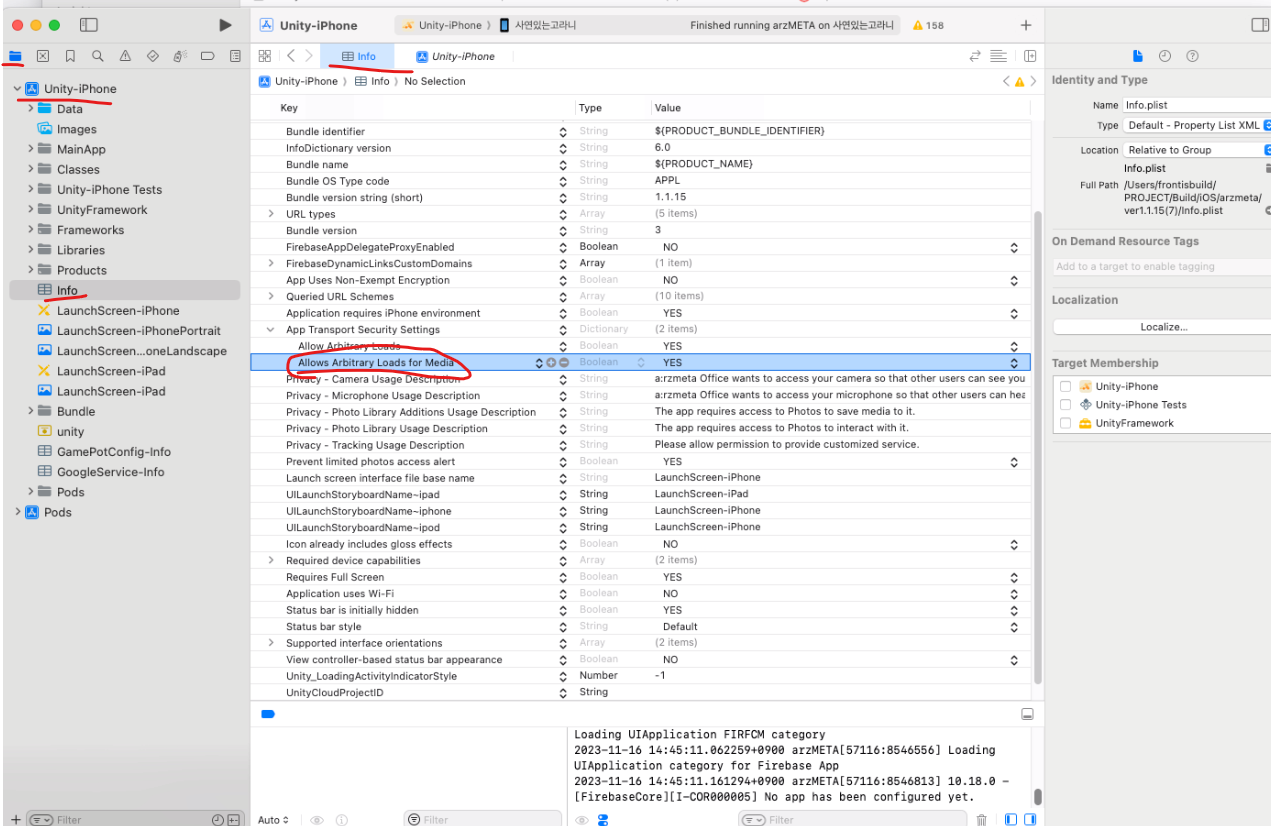 Unity-iPhone
Unity-iPhone 〉 사연있는고라니
Finished running arzMETA on 사연있는고라니
158
Info
Unity-iPhone
Unity-iPhone 〉 Info 〉 No Selection
Unity-iPhone
Data
Images
MainApp
Classes
Unity-iPhone Tests
UnityFramework
Frameworks
Libraries
Products
Info
LaunchScreen-iPhone
LaunchScreen-iPhonePortrait
LaunchScreen...oneLandscape
LaunchScreen-iPad
LaunchScreen-iPad
Bundle
unity
GamePotConfig-Info
GoogleService-Info
Pods
Pods
Filter
Key Type Value
Bundle identifier String ${PRODUCT_BUNDLE_IDENTIFIER}
InfoDictionary version String 6.0
Bundle name String ${PRODUCT_NAME}
Bundle OS Type code String APPL
Bundle version string (short) String 1.1.15
URL types Array (5 items)
Bundle version String 3
FirebaseAppDelegateProxyEnabled Boolean NO
FirebaseDynamicLinksCustomDomains Array (1 item)
App Uses Non-Exempt Encryption Boolean NO
Queried URL Schemes Array (10 items)
Application requires iPhone environment Boolean YES
App Transport Security Settings Dictionary (2 items)
Allow Arbitrary Loads Boolean YES
Allows Arbitrary Loads for Media Boolean YES
Privacy - Camera Usage Description String a:rzmeta Office wants to access your camera so that other users can see you
Privacy - Microphone Usage Description String a:rzmeta Office wants to access your microphone so that other users can hea
Privacy - Photo Library Additions Usage Description String The app requires access to Photos to save media to it.
Privacy - Photo Library Usage Description String The app requires access to Photos to interact with it.
Privacy - Tracking Usage Description String Please allow permission to provide customized service.
Prevent limited photos access alert Boolean YES
Launch screen interface file base name String LaunchScreen-iPhone
UILaunchStoryboardName~ipad String LaunchScreen-iPad
UILaunchStoryboardName~iphone String LaunchScreen-iPhone
UILaunchStoryboardName~ipod String LaunchScreen-iPhone
Icon already includes gloss effects Boolean NO
Required device capabilities Array (2 items)
Requires Full Screen Boolean YES
Application uses Wi-Fi Boolean NO
Status bar is initially hidden Boolean YES
Status bar style String Default
Supported interface orientations Array (2 items)
View controller-based status bar appearance Boolean NO
Unity_LoadingActivityIndicatorStyle Number -1
UnityCloudProjectID String
Loading UIApplication FIRFCM category
2023-11-16 14:45:11.062259+0900 arzMETA[57116:8546556] Loading
UIApplication category for Firebase App
2023-11-16 14:45:11.161294+0900 arzMETA[57116:8546813] 10.18.0 -
[FirebaseCore][I-COR000005] No app has been configured yet.
Auto
Filter
Filter
Identity and Type
Name Info.plist
Type Default - Property List XML
Location Relative to Group
Info.plist
Full Path /Users/frontisbuild/
PROJECT/Build/iOS/arzmeta/
ver1.1.15(7)/Info.plist
On Demand Resource Tags
Add to a target to enable tagging
Localization
Localize...
Target Membership
Unity-iPhone
Unity-iPhone Tests
UnityFramework